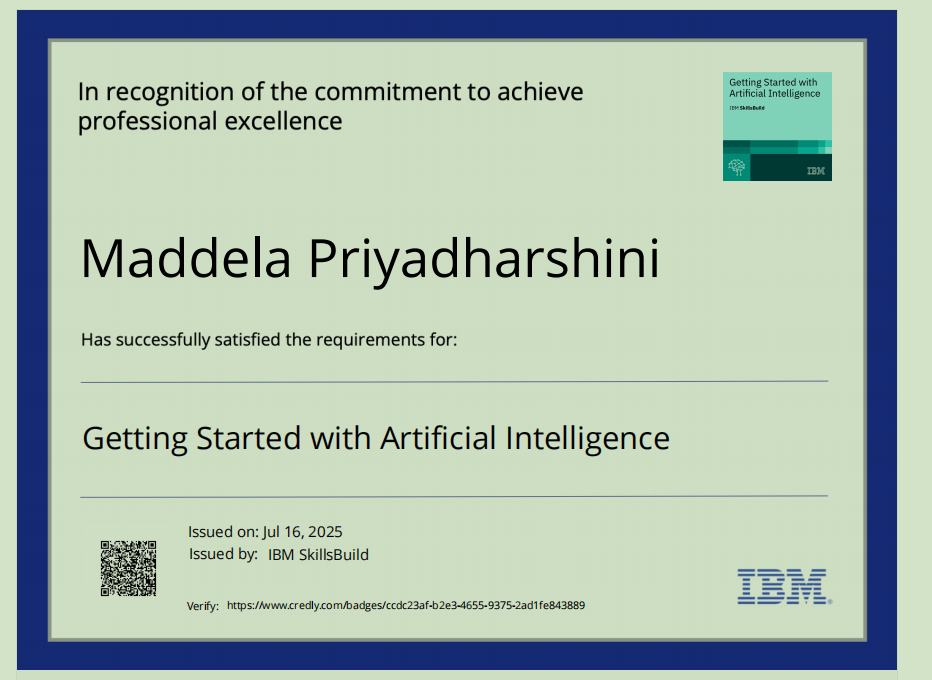 In recognition of the commitment to achieve
professional excellence
Getting Started with
Artificial Intelligence
IBM SkillsBuild
IBM
Maddela Priyadharshini
Has successfully satisfied the requirements for:
Getting Started with Artificial Intelligence
Issued on: Jul 16, 2025
Issued by: IBM SkillsBuild
Verify: https://www.credly.com/badges/ccdc23af-b2e3-4655-9375-2ad1fe843889
IBM®